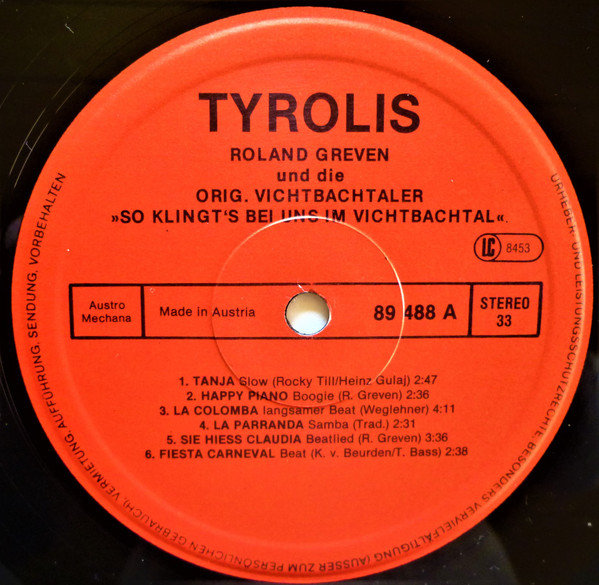 TYROLIS
ROLAND GREVEN
und die
ORIG. VICHTBACHTALER
»SO KLINGT'S BEI UNS IM VICHTBACHTAL«.
LC 8453
Austro
Mechana
Made in Austria
89 488 A
STEREO
33
1. TANJA Slow (Rocky Till/Heinz Gulaj) 2:47
2. HAPPY PIANO Boogie (R. Greven) 2:36
3. LA COLOMBA langsamer Beat (Weglehner) 4:11
4. LA PARRANDA Samba (Trad.) 2:31
5. SIE HIESS CLAUDIA Beatlied (R. Greven) 3:36
6. FIESTA CARNEVAL Beat (K. v. Beurden/T. Bass) 2:38
URHEBER- UND LEISTUNGSSCHUTZRECHTE, BESONDERS VERVIELFÄLTIGUNG (AUSSER ZUM PERSÖNLICHEN GEBRAUCH), VERMIETUNG, AUFFÜHRUNG, SENDUNG, VORBEHALTEN